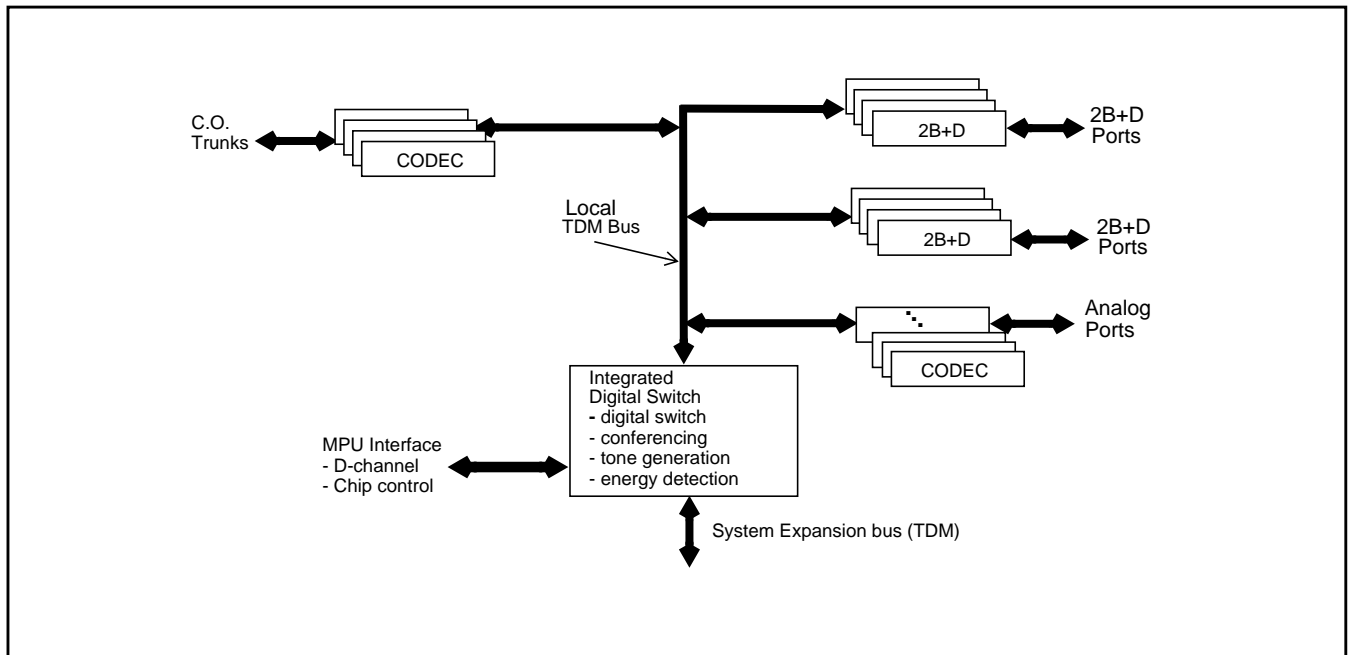 C.O.
Trunks
CODEC
2B+D
2B+D
Ports
Local
TDM Bus
2B+D
2B+D
Ports
CODEC
Analog
Ports
Integrated
Digital Switch
- digital switch
- conferencing
- tone generation
- energy detection
MPU Interface
- D-channel
- Chip control
System Expansion bus (TDM)